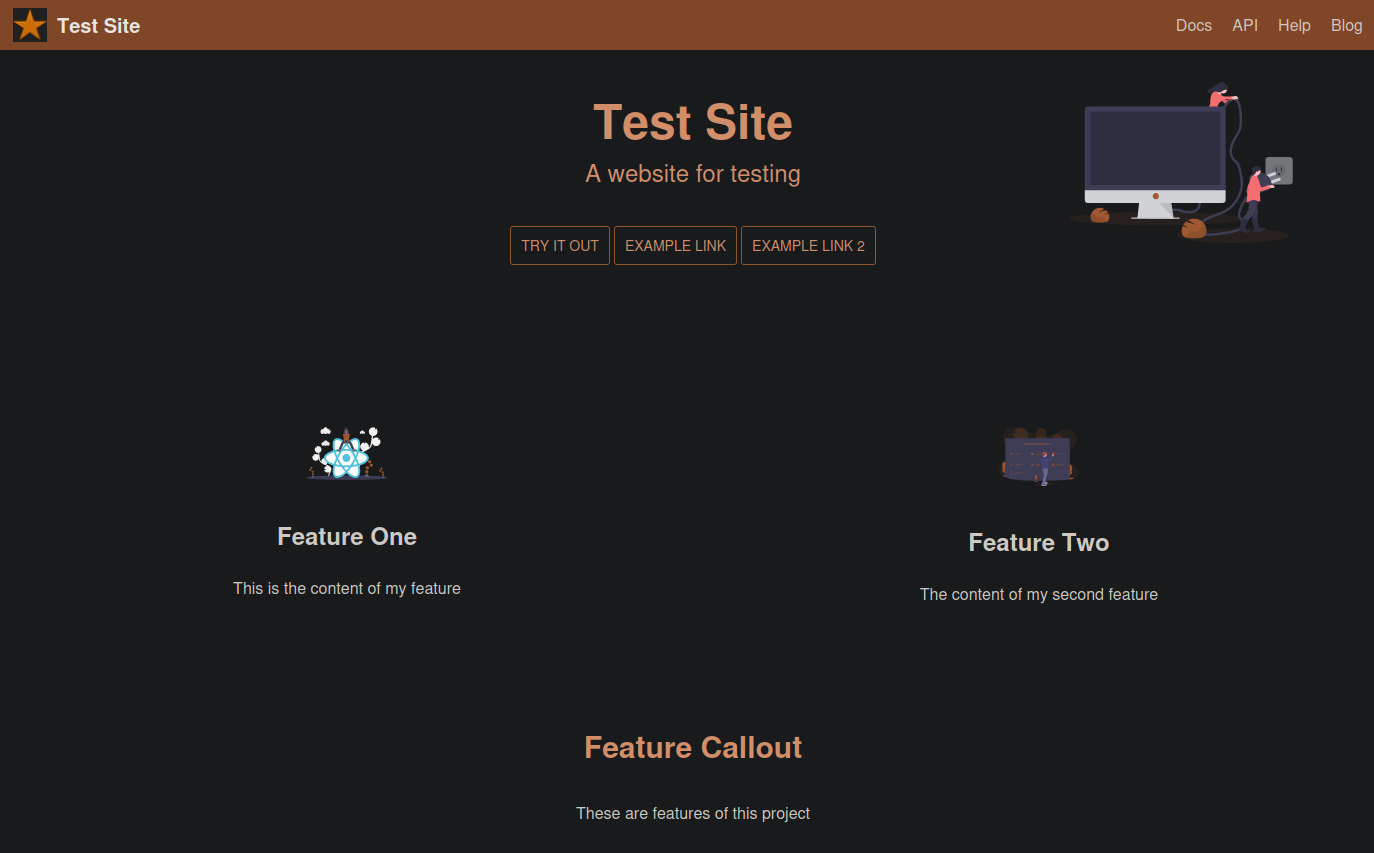 Test Site
Docs API Help Blog
Test Site
A website for testing
TRY IT OUT EXAMPLE LINK EXAMPLE LINK 2
Feature One
This is the content of my feature
Feature Two
The content of my second feature
Feature Callout
These are features of this project